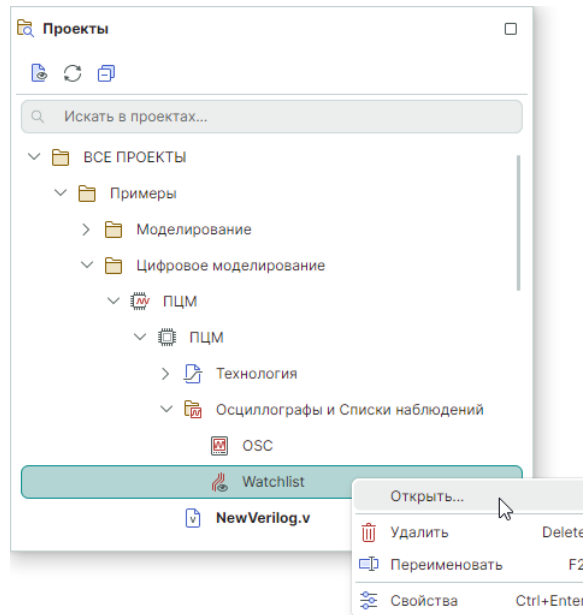 Проекты
Искать в проектах...
ВСЕ ПРОЕКТЫ
Примеры
Моделирование
Цифровое моделирование
ПЦМ
ПЦМ
Технология
Осциллографы и Списки наблюдений
OSC
Watchlist
Открыть...
NewVerilog.v
Удалить Delete
Переименовать F2
Свойства Ctrl+Enter